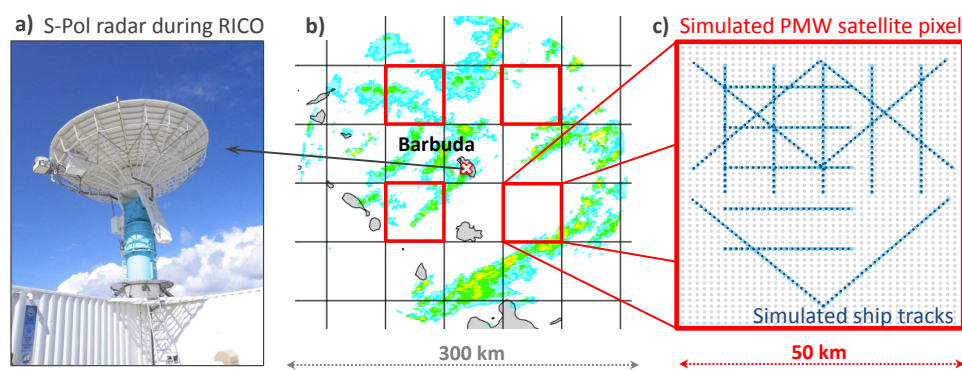 a) S-Pol radar during RICO
b)
c) Simulated PMW satellite pixel
Barbuda
Simulated ship tracks
300 km
50 km